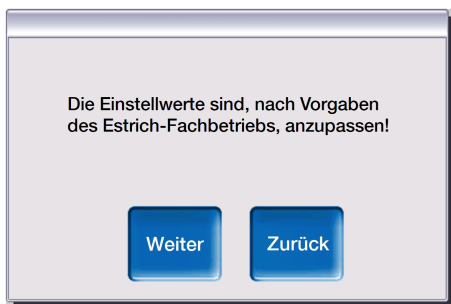 Die Einstellwerte sind, nach Vorgaben
des Estrich-Fachbetriebs, anzupassen!
Weiter
Zurück